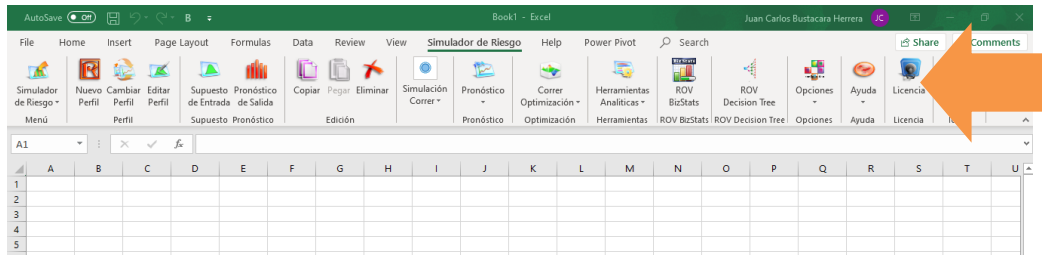 AutoSave Off B Book1 - Excel Juan Carlos Bustacara Herrera JC
File Home Insert Page Layout Formulas Data Review View Simulador de Riesgo Help Power Pivot Search Share Comments
Simulador de Riesgo
Nuevo Perfil
Cambiar Perfil
Editar Perfil
Supuesto de Entrada
Pronóstico de Salida
Copiar
Pegar
Eliminar
Simulación Correr
Pronóstico
Correr Optimización
Herramientas Analiticas
ROV BizStats
ROV Decision Tree
Opciones
Ayuda
Licencia
Menú Perfil Supuesto Pronóstico Edición Pronóstico Optimización Herramientas ROV BizStats ROV Decision Tree Opciones Ayuda Licencia
A1 fx
A B C D E F G H I J K L M N O P Q R S T U
1
2
3
4
5